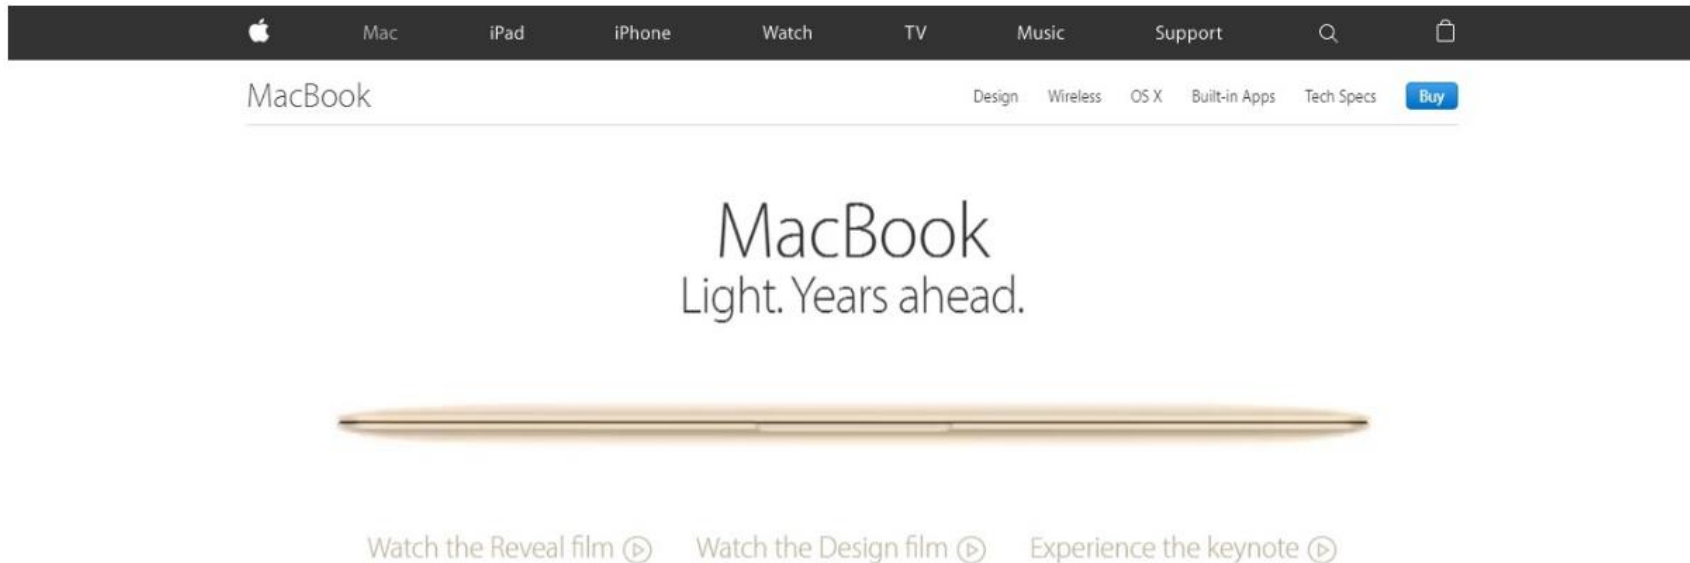 Mac iPad iPhone Watch TV Music Support
MacBook Design Wireless OS X Built-in Apps Tech Specs Buy
MacBook
Light. Years ahead.
Watch the Reveal film Watch the Design film Experience the keynote